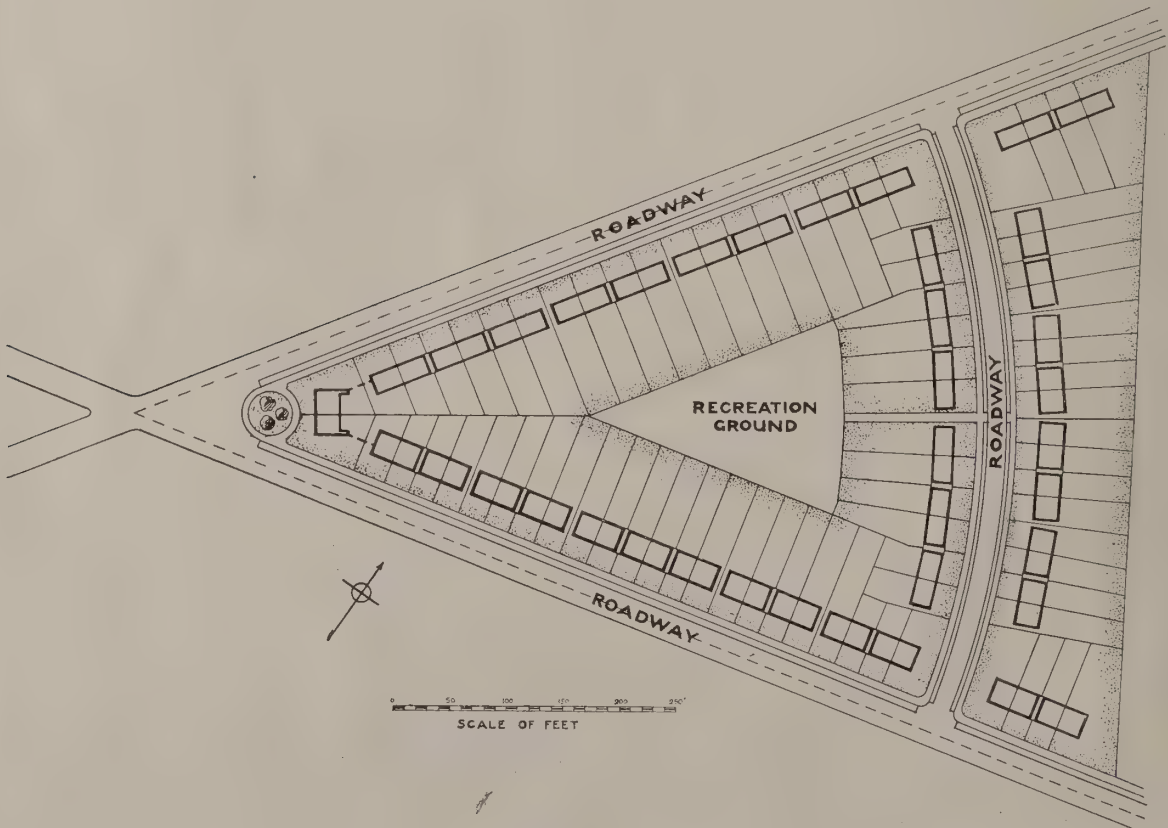 ROADWAY
RECREATION
GROUND
ROADWAY
ROADWAY
0 50 100 150 200 250'
SCALE OF FEET